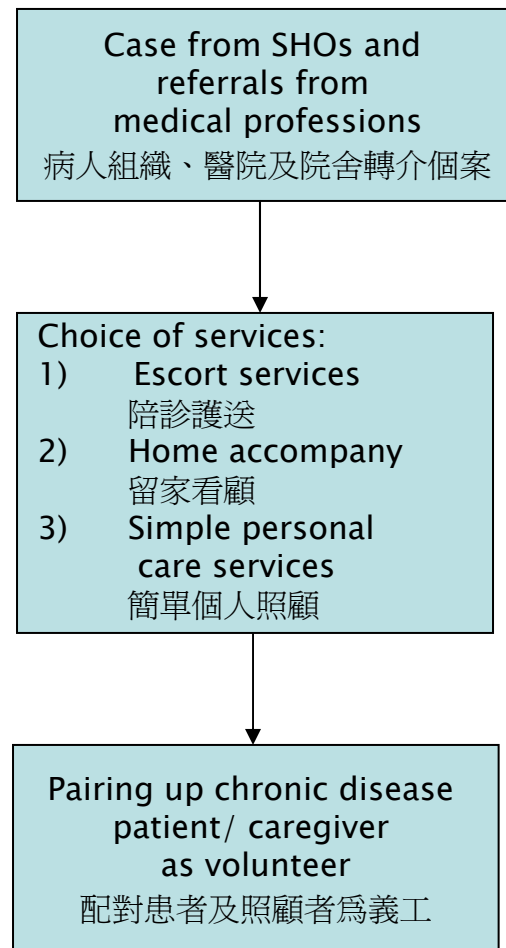 Case from SHOs and
referrals from
medical professions
病人組織、醫院及院舍轉介個案
Choice of services:
1) Escort services
陪診護送
2) Home accompany
留家看顧
3) Simple personal
care services
簡單個人照顧
Pairing up chronic disease
patient/ caregiver
as volunteer
配對患者及照顧者爲義工